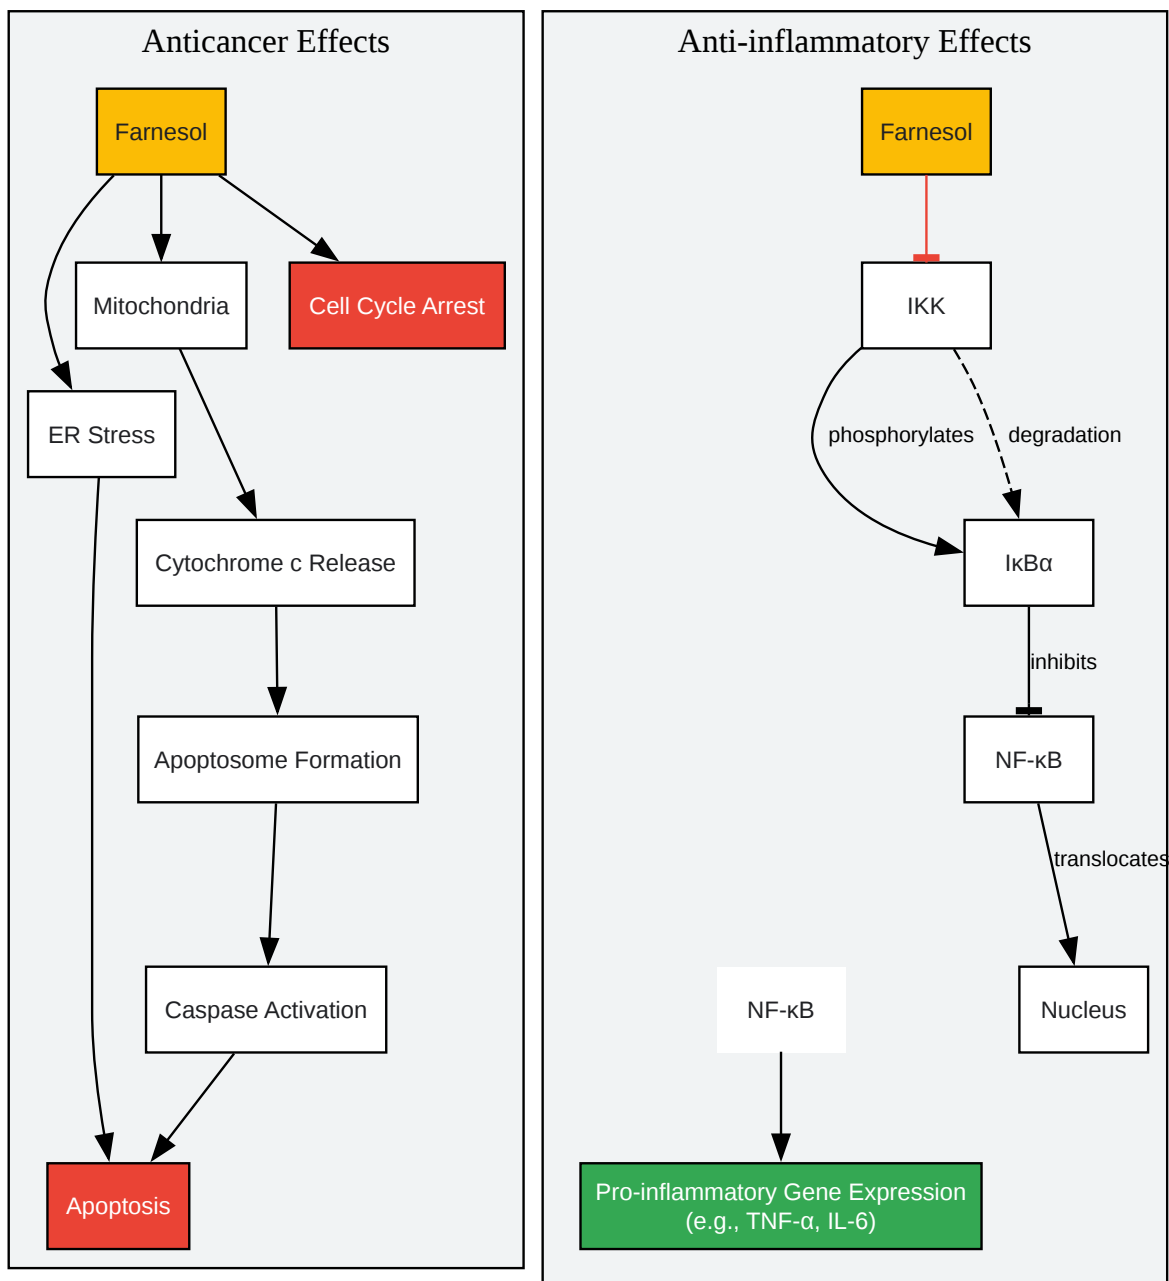 Anticancer Effects
Farnesol
Mitochondria
Cell Cycle Arrest
ER Stress
Cytochrome c Release
Apoptosome Formation
Caspase Activation
Apoptosis
Anti-inflammatory Effects
Farnesol
IKK
phosphorylates
degradation
IκBα
inhibits
NF-κB
translocates
NF-κB
Nucleus
Pro-inflammatory Gene Expression
(e.g., TNF-α, IL-6)